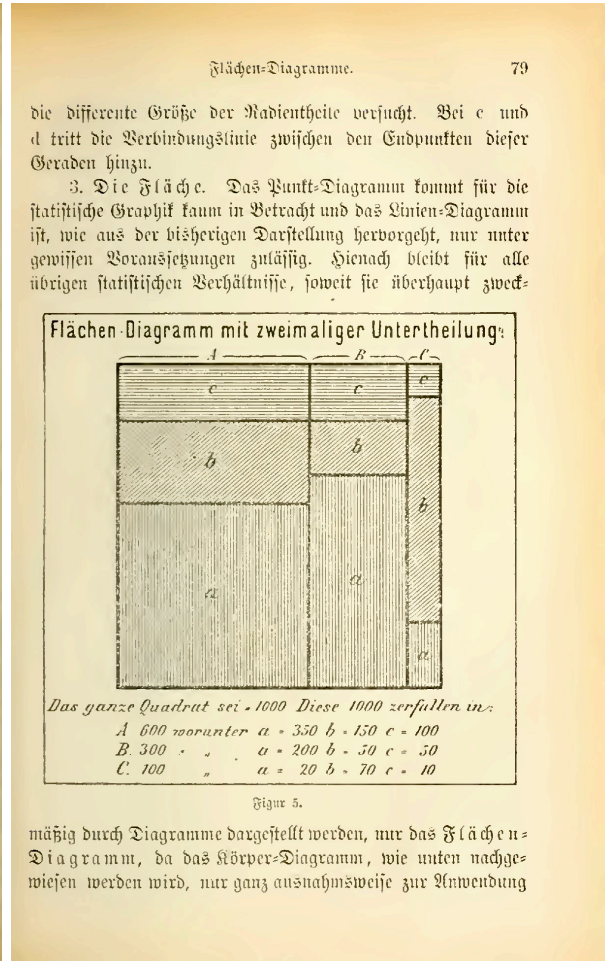 Flächen=Diagramme. 79
die differente Größe der Radientheile versucht. Bei c und
d tritt die Verbindungslinie zwischen den Endpunkten dieser
Geraden hinzu.
3. Die Fläche. Das Punkt=Diagramm kommt für die
statistische Graphik kaum in Betracht und das Linien=Diagramm
ist, wie aus der bisherigen Darstellung hervorgeht, nur unter
gewissen Voraussetzungen zulässig. Hienach bleibt für alle
übrigen statistischen Verhältnisse, soweit sie überhaupt zweck=
Flächen-Diagramm mit zweimaliger Untertheilung:
A B C
c c c
b b b
a a a
Das ganze Quadrat sei = 1000 Diese 1000 zerfallen in:
A 600 worunter a = 350 b = 150 c = 100
B. 300 " " a = 200 b = 50 c = 50
C. 100 " a = 20 b = 70 c = 10
Figur 5.
mäßig durch Diagramme dargestellt werden, nur das Flächen=
Diagramm, da das Körper=Diagramm, wie unten nachge=
wiesen werden wird, nur ganz ausnahmsweise zur Anwendung